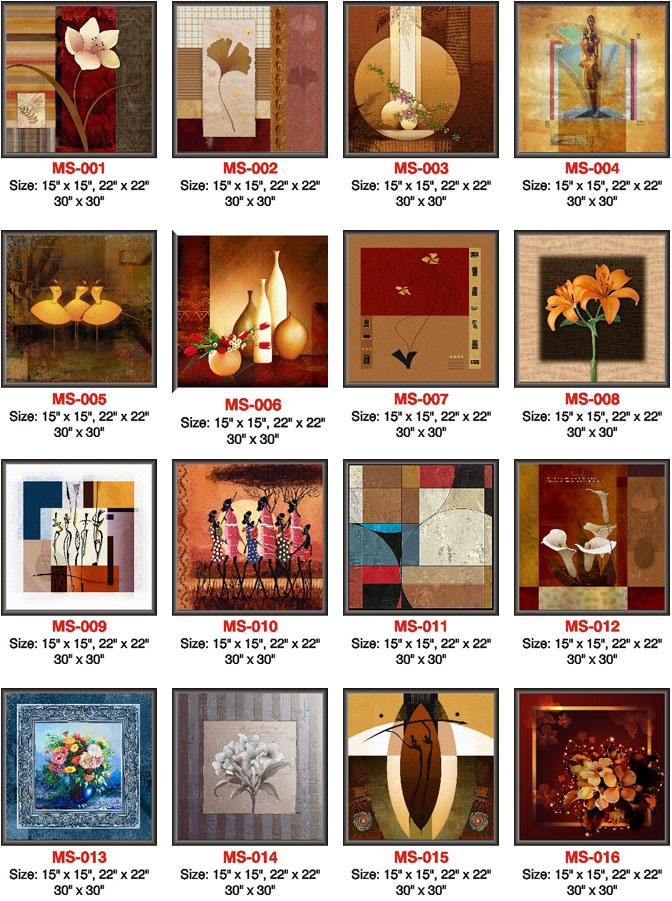 MS-001
Size: 15" x 15", 22" x 22"
30" x 30"
MS-002
Size: 15" x 15", 22" x 22"
30" x 30"
MS-003
Size: 15" x 15", 22" x 22"
30" x 30"
MS-004
Size: 15" x 15", 22" x 22"
30" x 30"
MS-005
Size: 15" x 15", 22" x 22"
30" x 30"
MS-006
Size: 15" x 15", 22" x 22"
30" x 30"
MS-007
Size: 15" x 15", 22" x 22"
30" x 30"
MS-008
Size: 15" x 15", 22" x 22"
30" x 30"
MS-009
Size: 15" x 15", 22" x 22"
30" x 30"
MS-010
Size: 15" x 15", 22" x 22"
30" x 30"
MS-011
Size: 15" x 15", 22" x 22"
30" x 30"
MS-012
Size: 15" x 15", 22" x 22"
30" x 30"
MS-013
Size: 15" x 15", 22" x 22"
30" x 30"
MS-014
Size: 15" x 15", 22" x 22"
30" x 30"
MS-015
Size: 15" x 15", 22" x 22"
30" x 30"
MS-016
Size: 15" x 15", 22" x 22"
30" x 30"